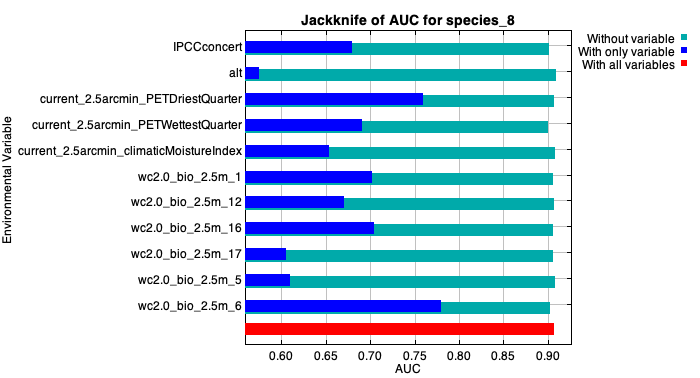 Jackknife of AUC for species_8
Without variable
With only variable
With all variables
Environmental Variable
IPCCconcert
alt
current_2.5arcmin_PETDriestQuarter
current_2.5arcmin_PETWettestQuarter
current_2.5arcmin_climaticMoistureIndex
wc2.0_bio_2.5m_1
wc2.0_bio_2.5m_12
wc2.0_bio_2.5m_16
wc2.0_bio_2.5m_17
wc2.0_bio_2.5m_5
wc2.0_bio_2.5m_6
0.60 0.65 0.70 0.75 0.80 0.85 0.90
AUC